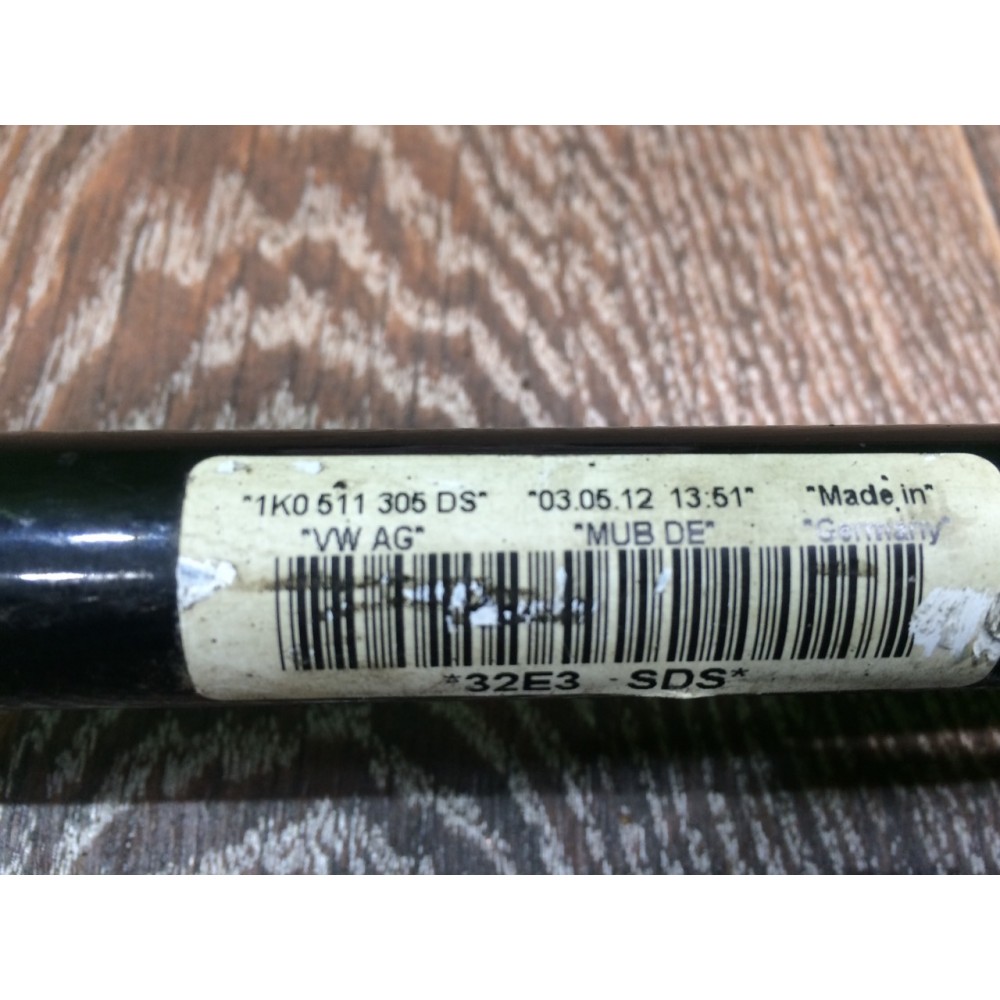 "1K0 511 305 DS" "03.05.12 13:51" "Made in"
"VW AG" "MUB DE" "Germany"
*32E3 SDS*